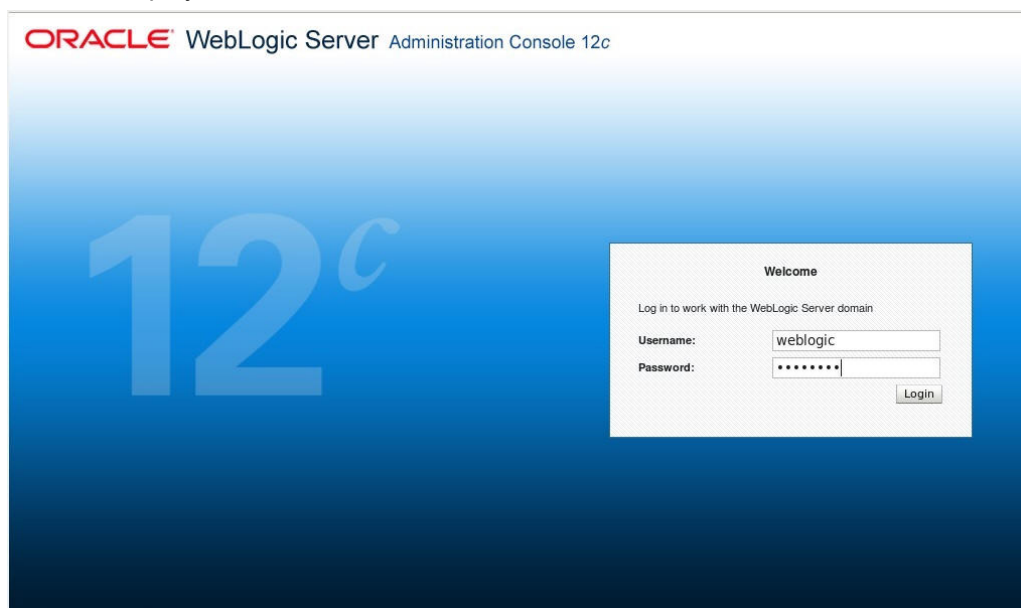 ORACLE WebLogic Server Administration Console 12c
12c
Welcome
Log in to work with the WebLogic Server domain
Username: weblogic
Password: ••••••••
Login